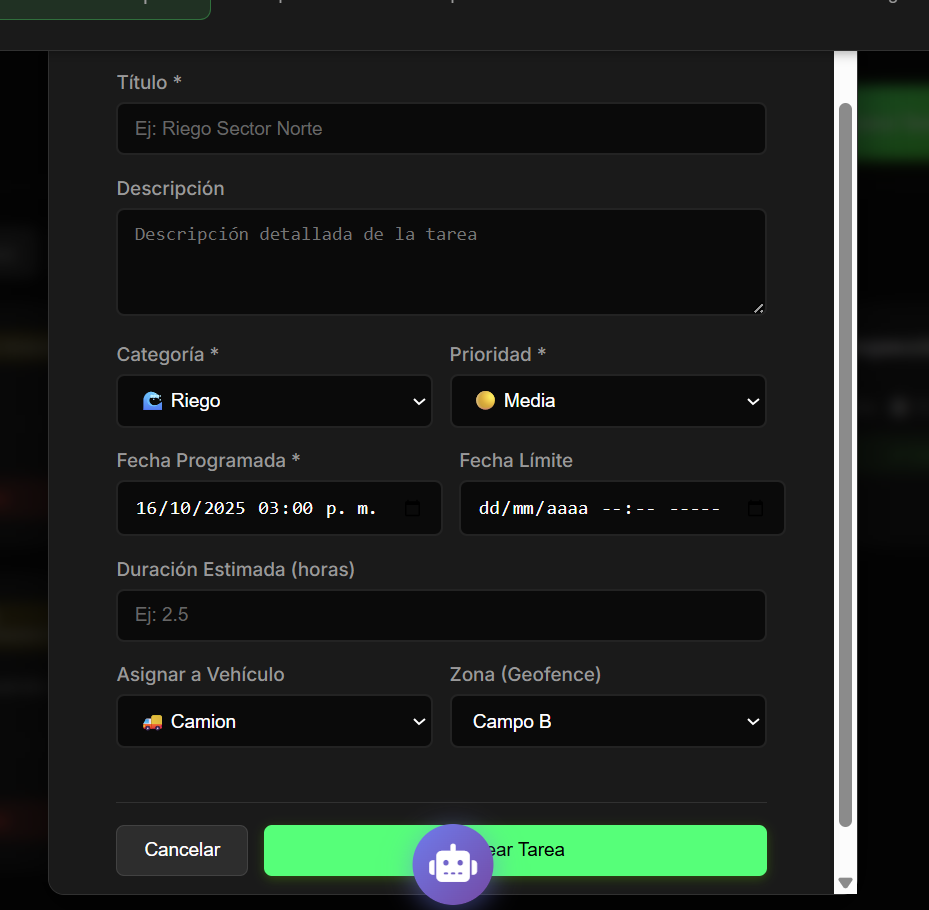 Título *
Ej: Riego Sector Norte
Descripción
Descripción detallada de la tarea
Categoría * Prioridad *
Riego Media
Fecha Programada * Fecha Límite
16/10/2025 03:00 p. m. dd/mm/aaaa --:-- -----
Duración Estimada (horas)
Ej: 2.5
Asignar a Vehículo Zona (Geofence)
Camion Campo B
Cancelar ear Tarea